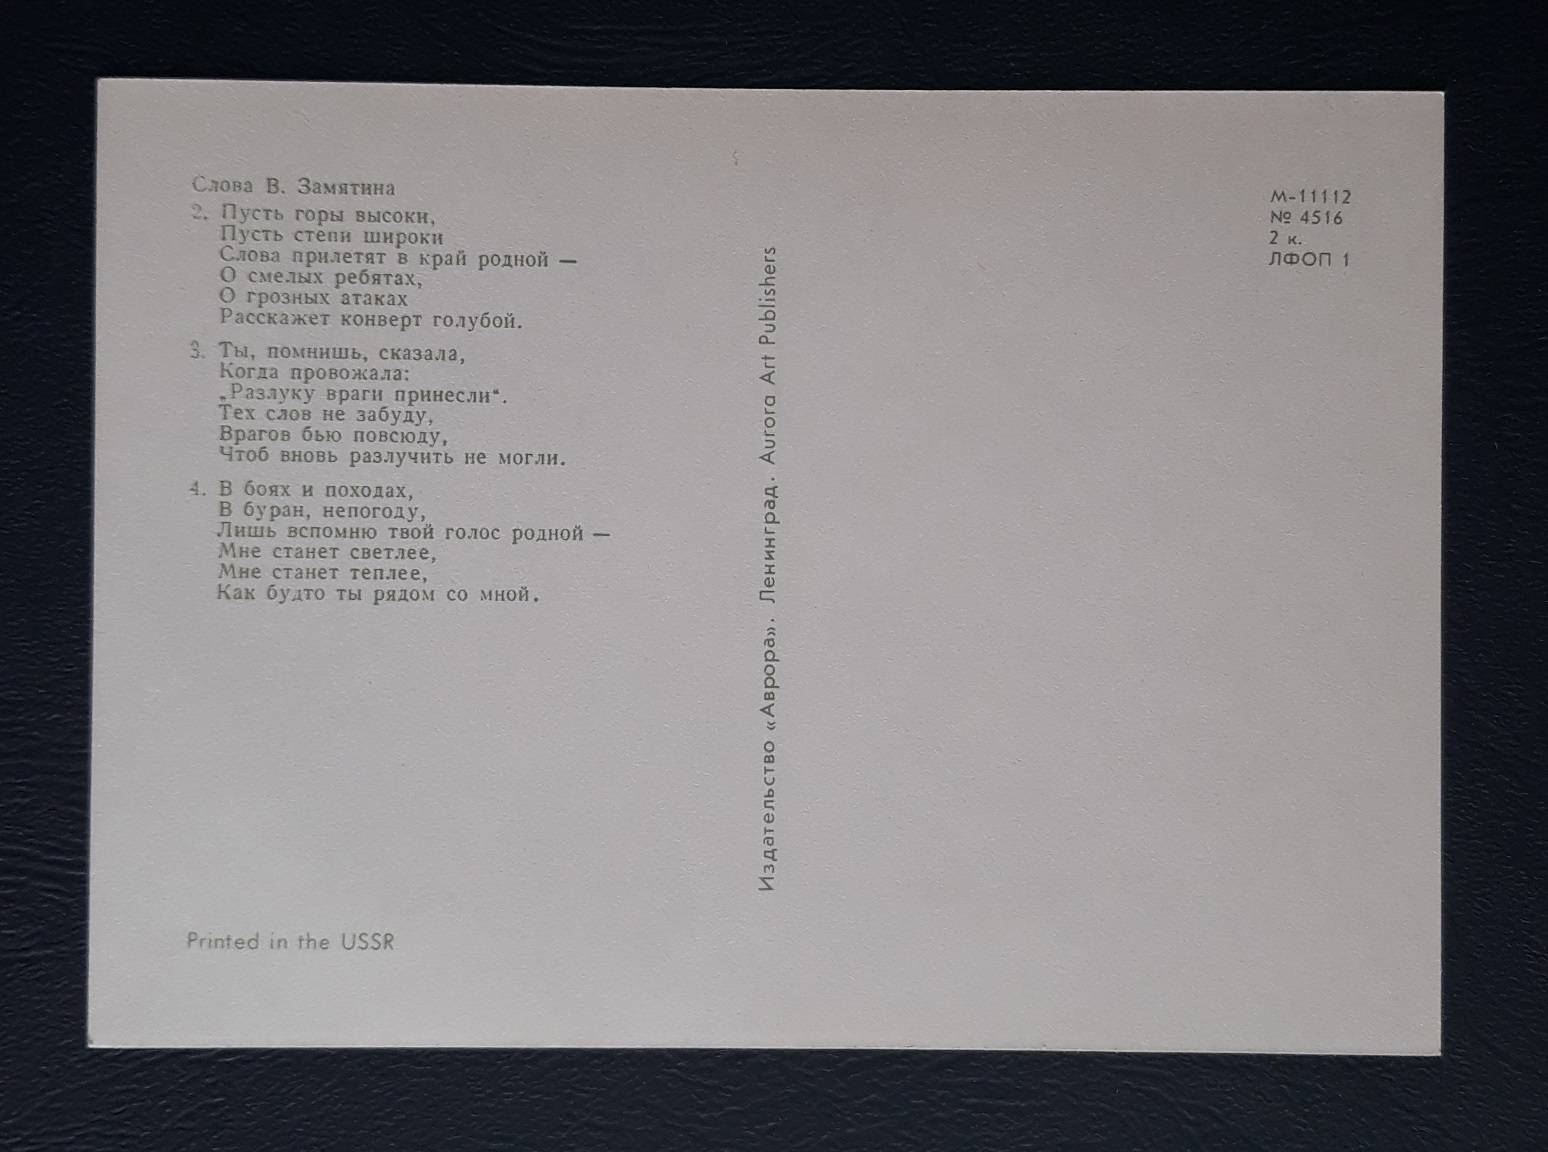 Слова В. Замятина
2. Пусть горы высоки,
Пусть степи широки
Слова прилетят в край родной —
О смелых ребятах,
О грозных атаках
Расскажет конверт голубой.
3. Ты, помнишь, сказала,
Когда провожала:
„Разлуку враги принесли“.
Тех слов не забуду,
Врагов бью повсюду,
Чтоб вновь разлучить не могли.
4. В боях и походах,
В буран, непогоду,
Лишь вспомню твой голос родной —
Мне станет светлее,
Мне станет теплее,
Как будто ты рядом со мной.
Printed in the USSR
Издательство «Аврора». Ленинград. Aurora Art Publishers
М-11112
№ 4516
2 к.
ЛФОП 1